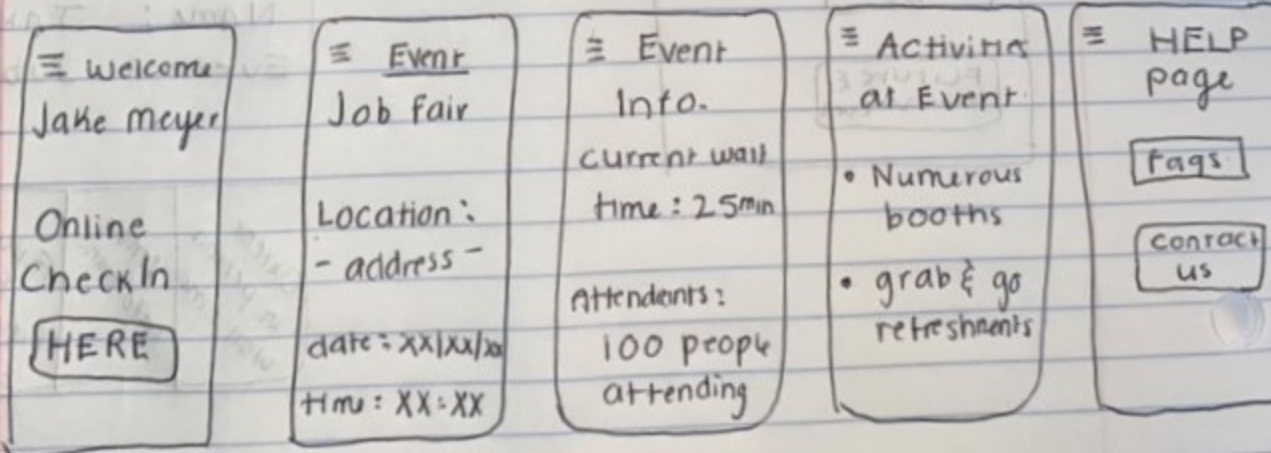 Welcome
Jake meyer
Online
CheckIn
HERE
Event
Job fair
Location:
- address -
date: xx/xx/xx
time: XX:XX
Event
Info.
current wait
time: 25min
Attendents:
100 people
attending
Activities
at Event
• Numerous
booths
• grab & go
refreshments
HELP
page
faqs
contact
us